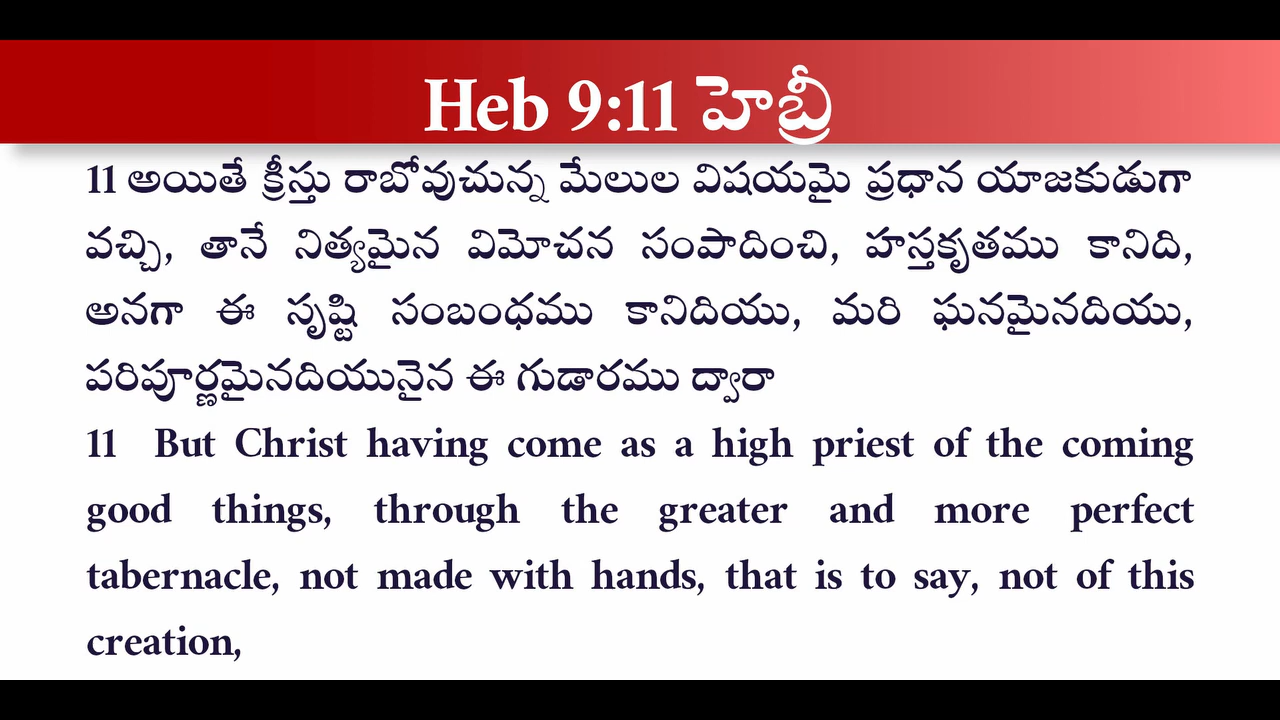 Heb 9:11 హెబ్రీ
11 అయితే క్రీస్తు రాబోవుచున్న మేలుల విషయమై ప్రధాన యాజకుడుగా
వచ్చి, తానే నిత్యమైన విమోచన సంపాదించి, హస్తకృతము కానిది,
అనగా ఈ సృష్టి సంబంధము కానిదియు, మరి ఘనమైనదియు,
పరిపూర్ణమైనదియునైన ఈ గుడారము ద్వారా
11 But Christ having come as a high priest of the coming
good things, through the greater and more perfect
tabernacle, not made with hands, that is to say, not of this
creation,